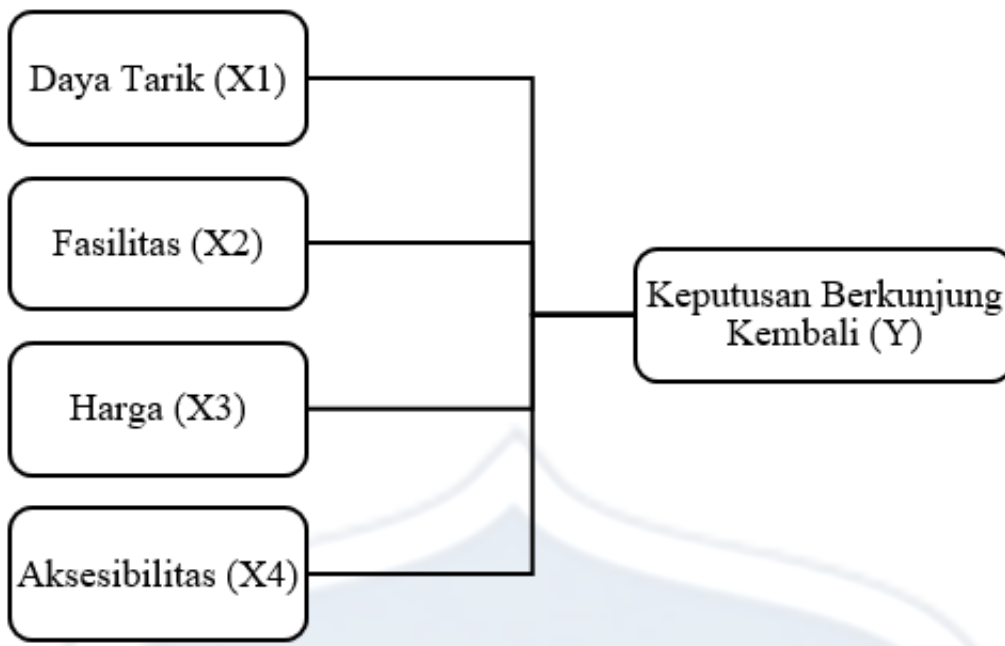 Daya Tarik (X1)
Fasilitas (X2)
Harga (X3)
Aksesibilitas (X4)
Keputusan Berkunjung
Kembali (Y)